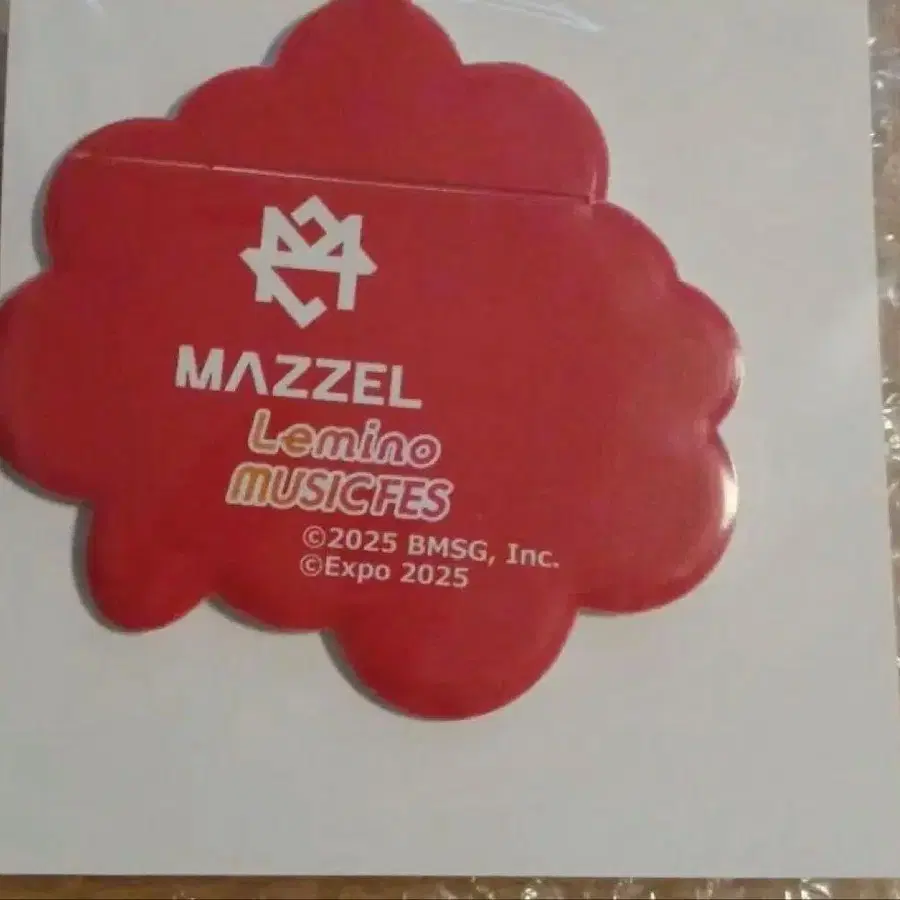 MAZZEL
Lemino
MUSICFES
©2025 BMSG, Inc.
©Expo 2025